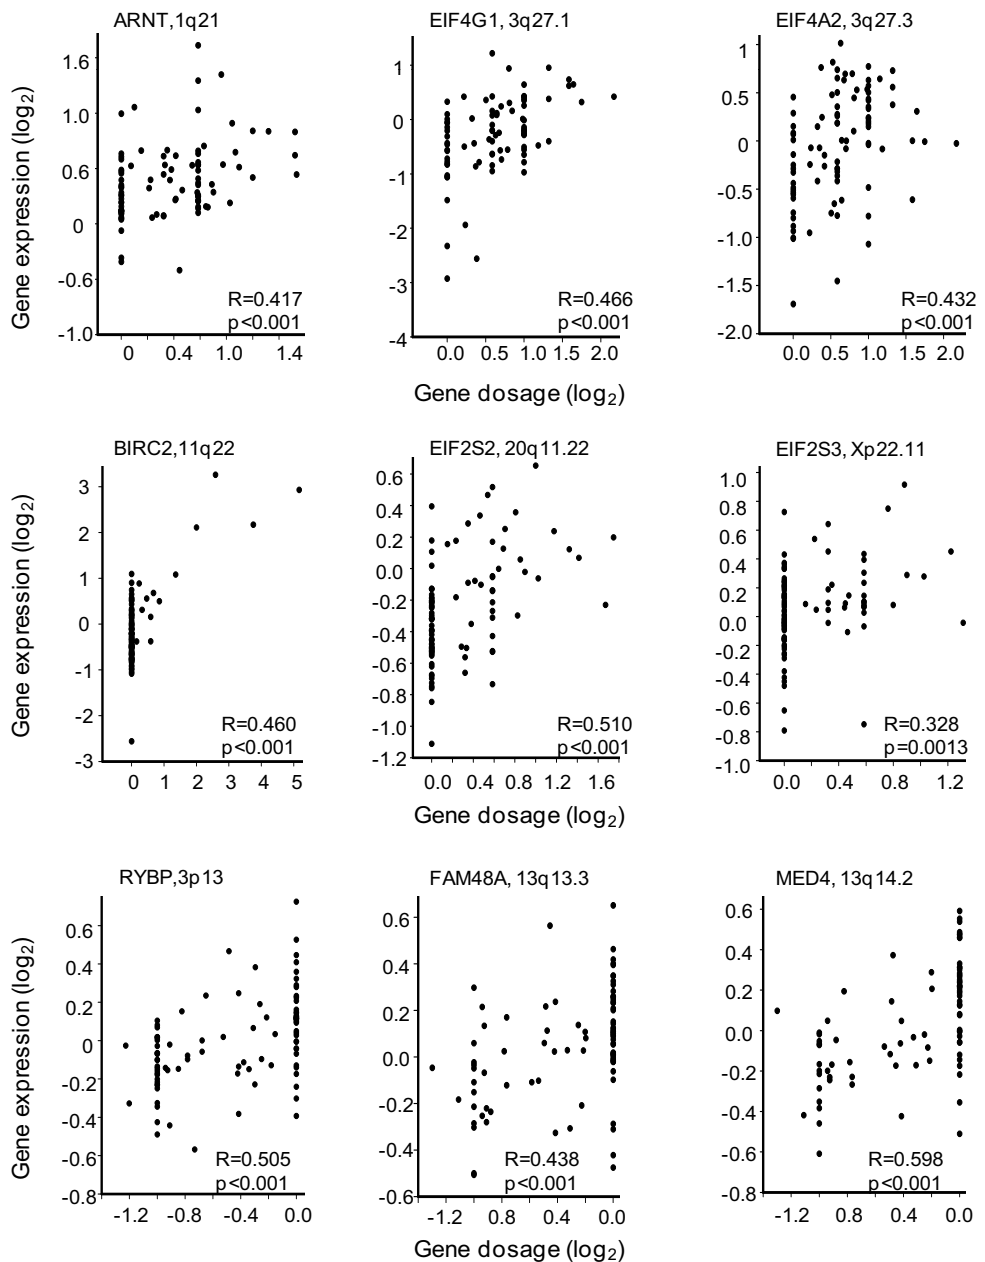 ARNT,1q21
EIF4G1, 3q27.1
EIF4A2, 3q27.3
Gene expression (log2)
1.6
1.0
0.6
0
-0.6
-1.0
R=0.417
p<0.001
0 0.4 1.0 1.4
1
0
-1
-2
-3
-4
R=0.466
p<0.001
0.0 0.5 1.0 1.6 2.0
1
0.5
0
-0.5
-1.0
-1.5
-2.0
R=0.432
p<0.001
0.0 0.5 1.0 1.6 2.0
Gene dosage (log2)
BIRC2,11q22
EIF2S2, 20q11.22
EIF2S3, Xp22.11
Gene expression (log2)
3
2
1
0
-1
-2
-3
R=0.460
p<0.001
0 1 2 3 4 5
0.6
0.4
0.2
0.0
-0.2
-0.4
-0.6
-0.8
-1.0
-1.2
R=0.510
p<0.001
0.0 0.4 0.8 1.2 1.6
1.0
0.8
0.6
0.4
0.2
0.0
-0.2
-0.4
-0.6
-0.8
-1.0
R=0.328
p=0.0013
0.0 0.4 0.8 1.2
Gene dosage (log2)
RYBP,3p13
FAM48A, 13q13.3
MED4, 13q14.2
Gene expression (log2)
0.6
0.4
0.2
0
-0.2
-0.4
-0.6
-0.8
R=0.505
p<0.001
-1.2 -0.8 -0.4 0.0
0.6
0.4
0.2
0.0
-0.2
-0.4
-0.6
R=0.438
p<0.001
-1.2 -0.8 -0.4 0.0
0.6
0.4
0.2
0.0
-0.2
-0.4
-0.6
-0.8
R=0.598
p<0.001
-1.2 0.8 0.4 0.0
Gene dosage (log2)